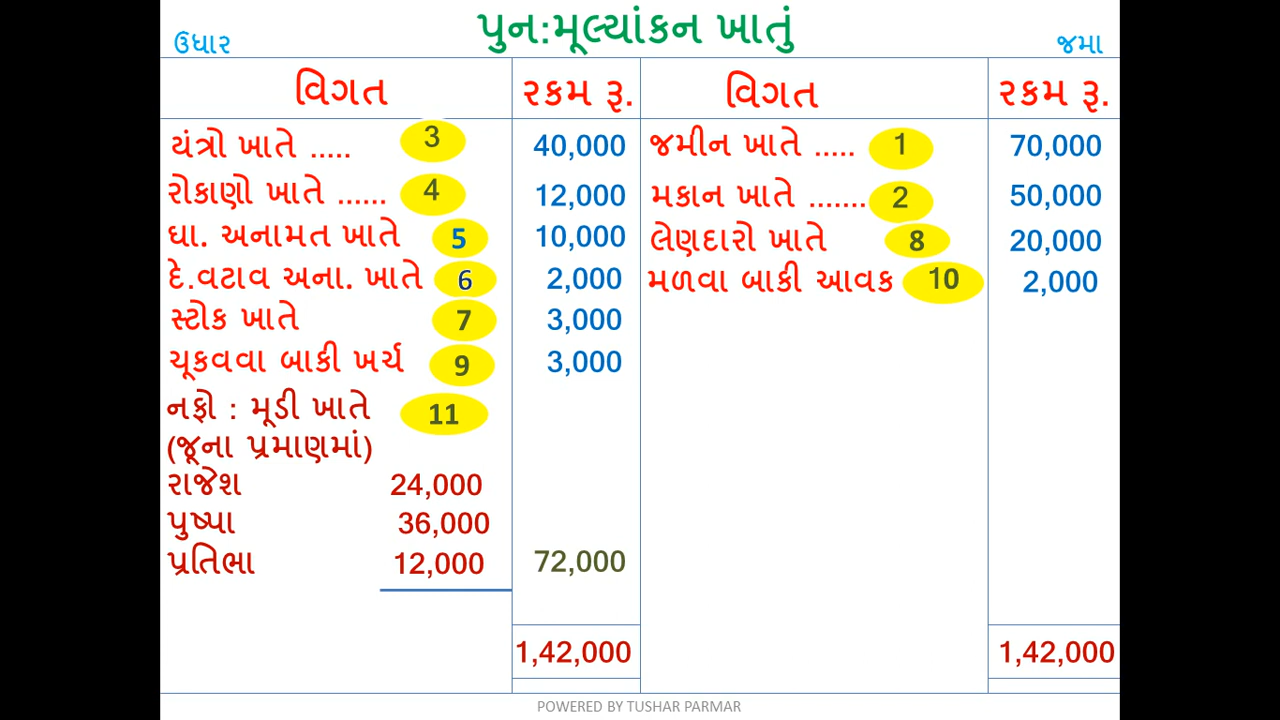 પુન:મૂલ્યાંકન ખાતું
ઉધાર જમા
વિગત રકમ રૂ. વિગત રકમ રૂ.
યંત્રો ખાતે ..... 3 40,000 જમીન ખાતે ..... 1 70,000
રોકાણો ખાતે ...... 4 12,000 મકાન ખાતે ....... 2 50,000
ઘા. અનામત ખાતે 5 10,000 લેણદારો ખાતે 8 20,000
દે.વટાવ અના. ખાતે 6 2,000 મળવા બાકી આવક 10 2,000
સ્ટોક ખાતે 7 3,000
ચૂકવવા બાકી ખર્ચ 9 3,000
નફો : મૂડી ખાતે 11
(જૂના પ્રમાણમાં)
રાજેશ 24,000
પુષ્પા 36,000
પ્રતિભા 12,000 72,000
1,42,000 1,42,000
POWERED BY TUSHAR PARMAR